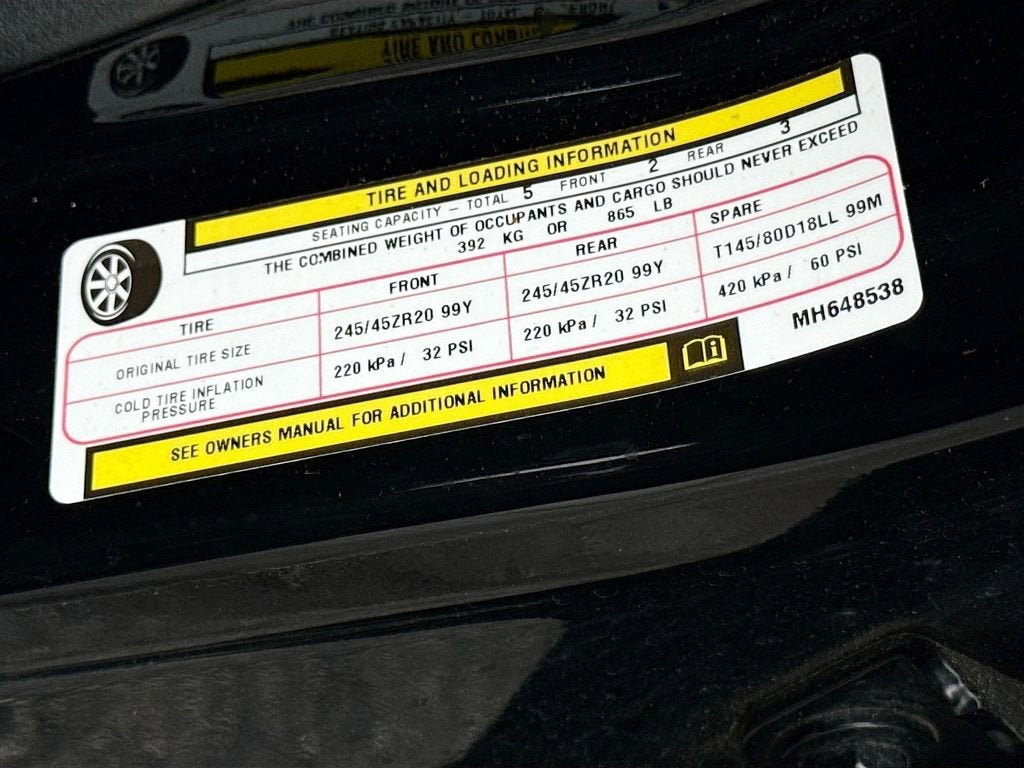 TIRE AND LOADING INFORMATION
SEATING CAPACITY – TOTAL 5 FRONT 2 REAR 3
THE COMBINED WEIGHT OF OCCUPANTS AND CARGO SHOULD NEVER EXCEED
392 KG OR 865 LB
TIRE FRONT REAR SPARE
ORIGINAL TIRE SIZE 245/45ZR20 99Y 245/45ZR20 99Y T145/80D18LL 99M
COLD TIRE INFLATION PRESSURE 220 kPa / 32 PSI 220 kPa / 32 PSI 420 kPa / 60 PSI
MH648538
SEE OWNERS MANUAL FOR ADDITIONAL INFORMATION